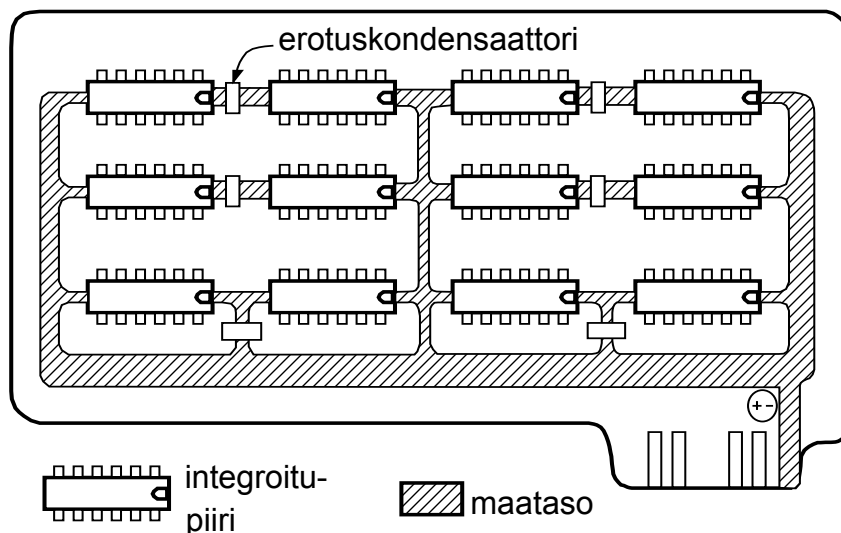 erotuskondensaattori
+ -
integroitu-
piiri
maataso